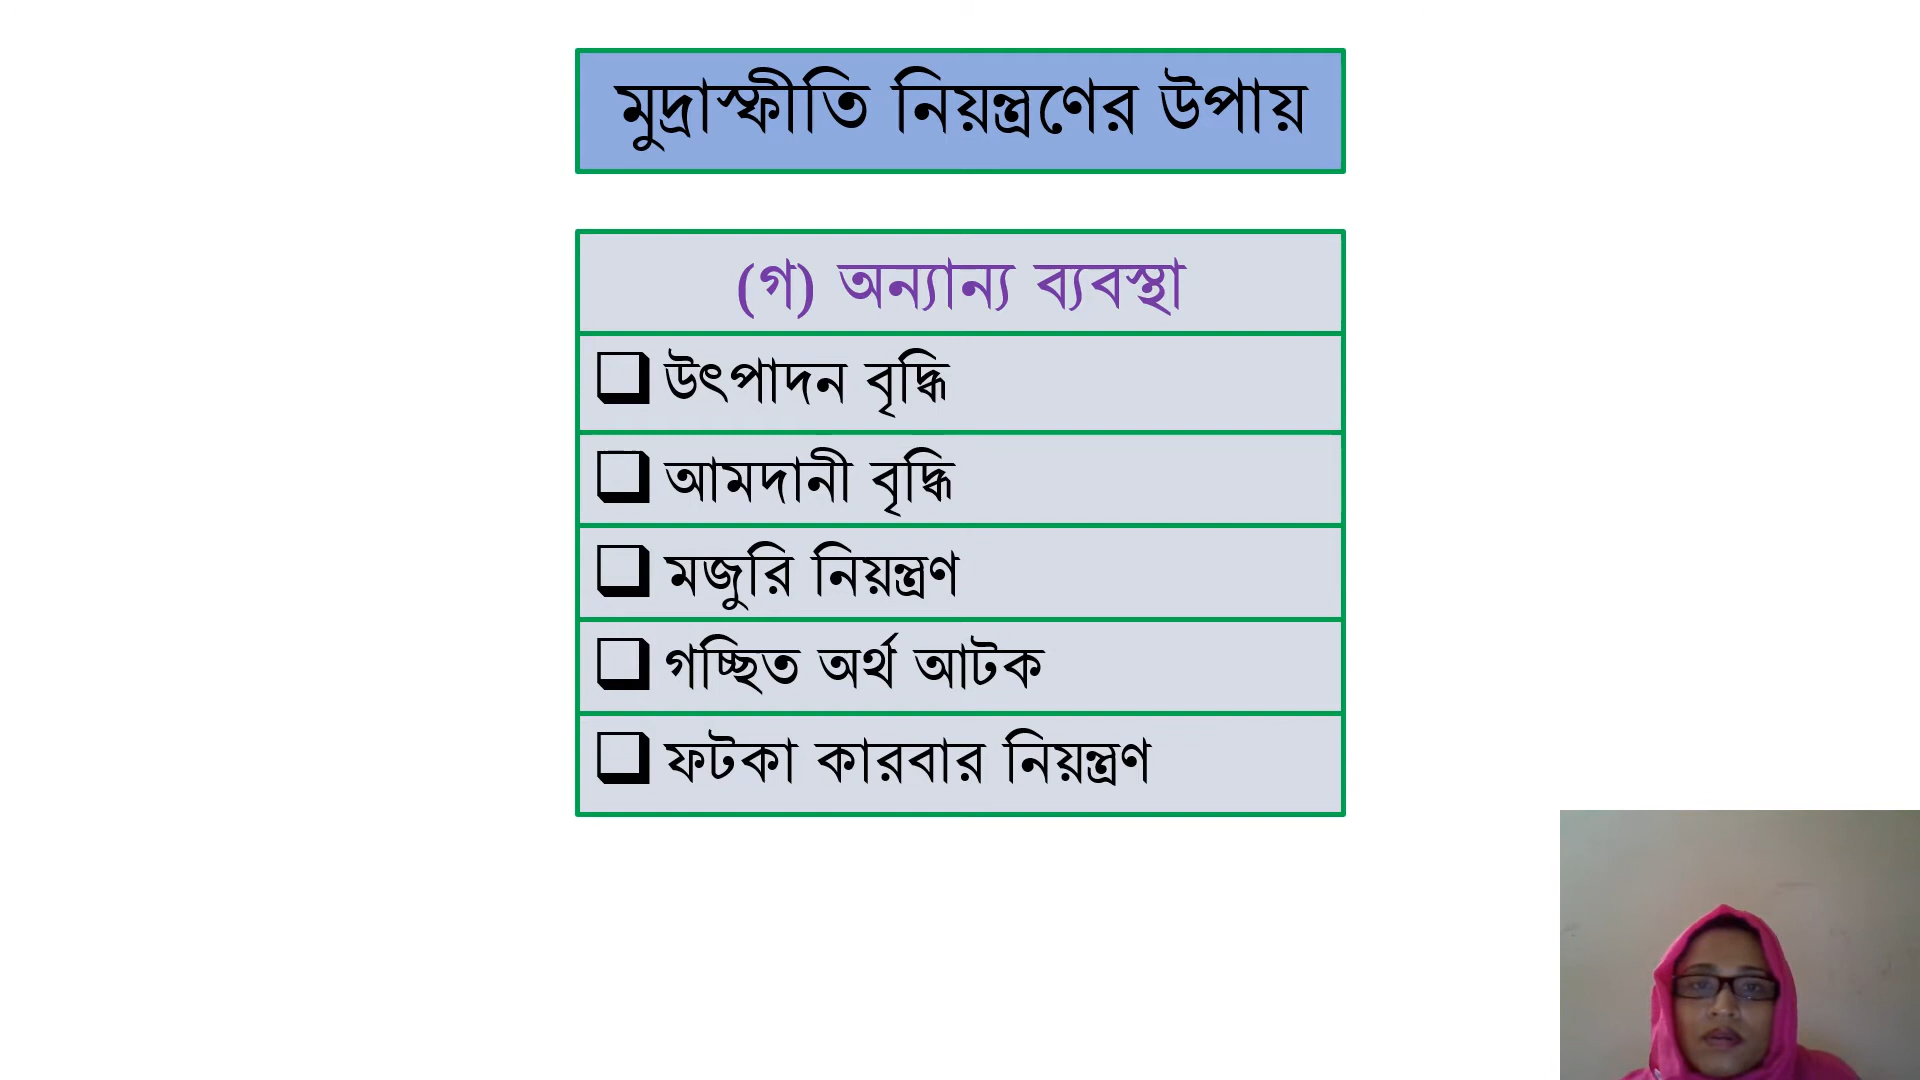 মুদ্রাস্ফীতি নিয়ন্ত্রণের উপায়
(গ) অন্যান্য ব্যবস্থা
উৎপাদন বৃদ্ধি
আমদানী বৃদ্ধি
মজুরি নিয়ন্ত্রণ
গচ্ছিত অর্থ আটক
ফটকা কারবার নিয়ন্ত্রণ